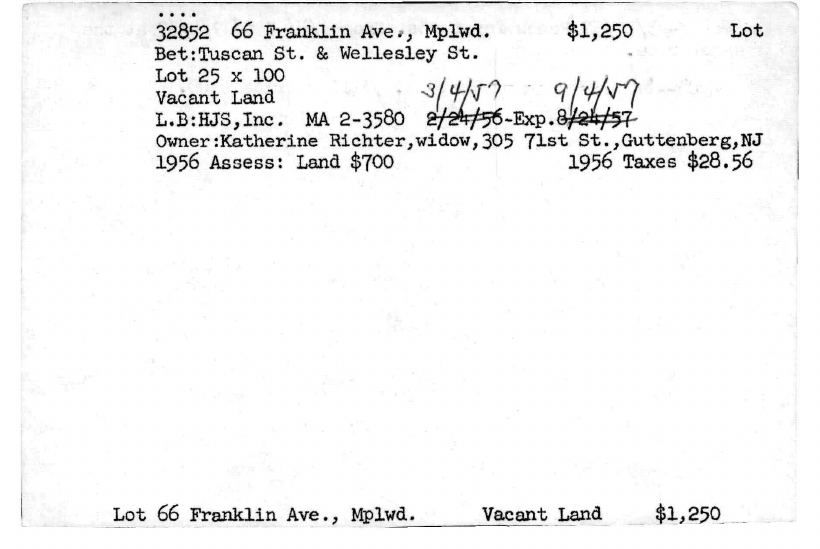 ....
32852 66 Franklin Ave., Mplwd. $1,250 Lot
Bet:Tuscan St. & Wellesley St.
Lot 25 x 100
Vacant Land 3/4/57 9/4/57
L.B:HJS,Inc. MA 2-3580 2/24/56-Exp.8/24/57
Owner:Katherine Richter,widow,305 71st St.,Guttenberg,NJ
1956 Assess: Land $700 1956 Taxes $28.56
Lot 66 Franklin Ave., Mplwd. Vacant Land $1,250